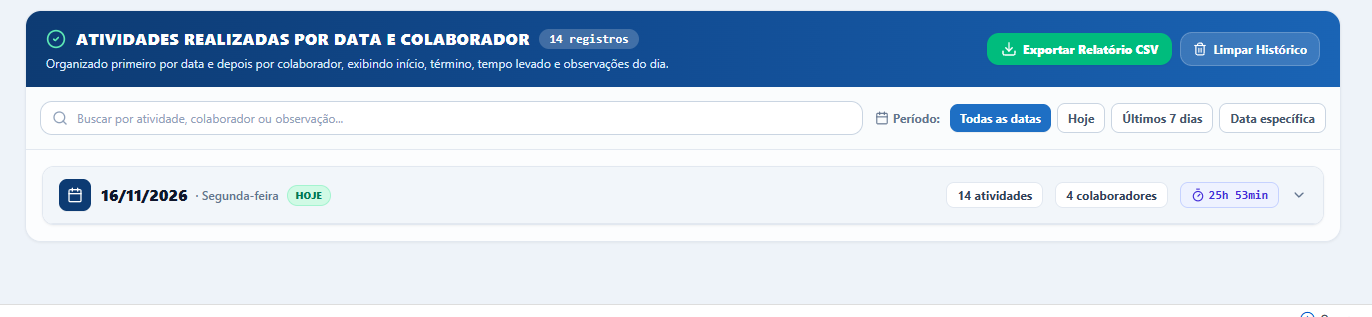 ATIVIDADES REALIZADAS POR DATA E COLABORADOR 14 registros
Organizado primeiro por data e depois por colaborador, exibindo início, término, tempo levado e observações do dia.
Exportar Relatório CSV
Limpar Histórico
Buscar por atividade, colaborador ou observação...
Período: Todas as datas Hoje Últimos 7 dias Data específica
16/11/2026 · Segunda-feira HOJE 14 atividades 4 colaboradores 25h 53min